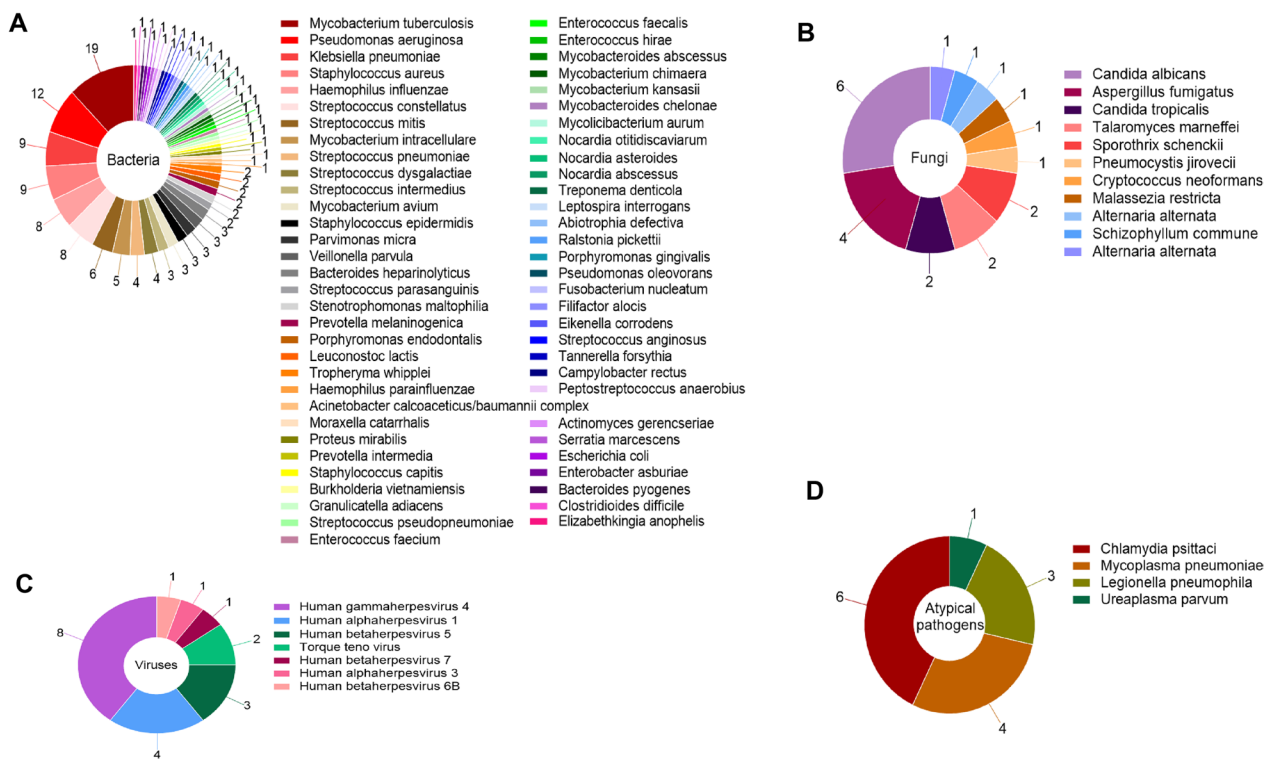 A
19
12
9
9
8
8
6
5
4
4
3
3
3
3
3
Bacteria
Mycobacterium tuberculosis
Pseudomonas aeruginosa
Klebsiella pneumoniae
Staphylococcus aureus
Haemophilus influenzae
Streptococcus constellatus
Streptococcus mitis
Mycobacterium intracellulare
Streptococcus pneumoniae
Streptococcus dysgalactiae
Streptococcus intermedius
Mycobacterium avium
Staphylococcus epidermidis
Parvimonas micra
Veillonella parvula
Bacteroides heparinolyticus
Streptococcus parasanguinis
Stenotrophomonas maltophilia
Prevotella melaninogenica
Porphyromonas endodontalis
Leuconostoc lactis
Tropheryma whipplei
Haemophilus parainfluenzae
Acinetobacter calcoaceticus/baumannii complex
Moraxella catarrhalis
Proteus mirabilis
Prevotella intermedia
Staphylococcus capitis
Burkholderia vietnamiensis
Granulicatella adiacens
Streptococcus pseudopneumoniae
Enterococcus faecium
Enterococcus faecalis
Enterococcus hirae
Mycobacteroides abscessus
Mycobacterium chimaera
Mycobacterium kansasii
Mycobacteroides chelonae
Mycolicibacterium aurum
Nocardia otitidiscaviarum
Nocardia asteroides
Nocardia abscessus
Treponema denticola
Leptospira interrogans
Abiotrophia defectiva
Ralstonia pickettii
Porphyromonas gingivalis
Pseudomonas oleovorans
Fusobacterium nucleatum
Filifactor alocis
Eikenella corrodens
Streptococcus anginosus
Tannerella forsythia
Campylobacter rectus
Peptostreptococcus anaerobius
Actinomyces gerencseriae
Serratia marcescens
Escherichia coli
Enterobacter asburiae
Bacteroides pyogenes
Clostridioides difficile
Elizabethkingia anophelis
B
1
1
1
1
1
1
2
2
2
4
6
Fungi
Candida albicans
Aspergillus fumigatus
Candida tropicalis
Talaromyces marneffei
Sporothrix schenckii
Pneumocystis jirovecii
Cryptococcus neoformans
Malassezia restricta
Alternaria alternata
Schizophyllum commune
Alternaria alternata
C
1
1
1
2
3
4
8
Viruses
Human gammaherpesvirus 4
Human alphaherpesvirus 1
Human betaherpesvirus 5
Torque teno virus
Human betaherpesvirus 7
Human alphaherpesvirus 3
Human betaherpesvirus 6B
D
1
3
4
6
Atypical
pathogens
Chlamydia psittaci
Mycoplasma pneumoniae
Legionella pneumophila
Ureaplasma parvum